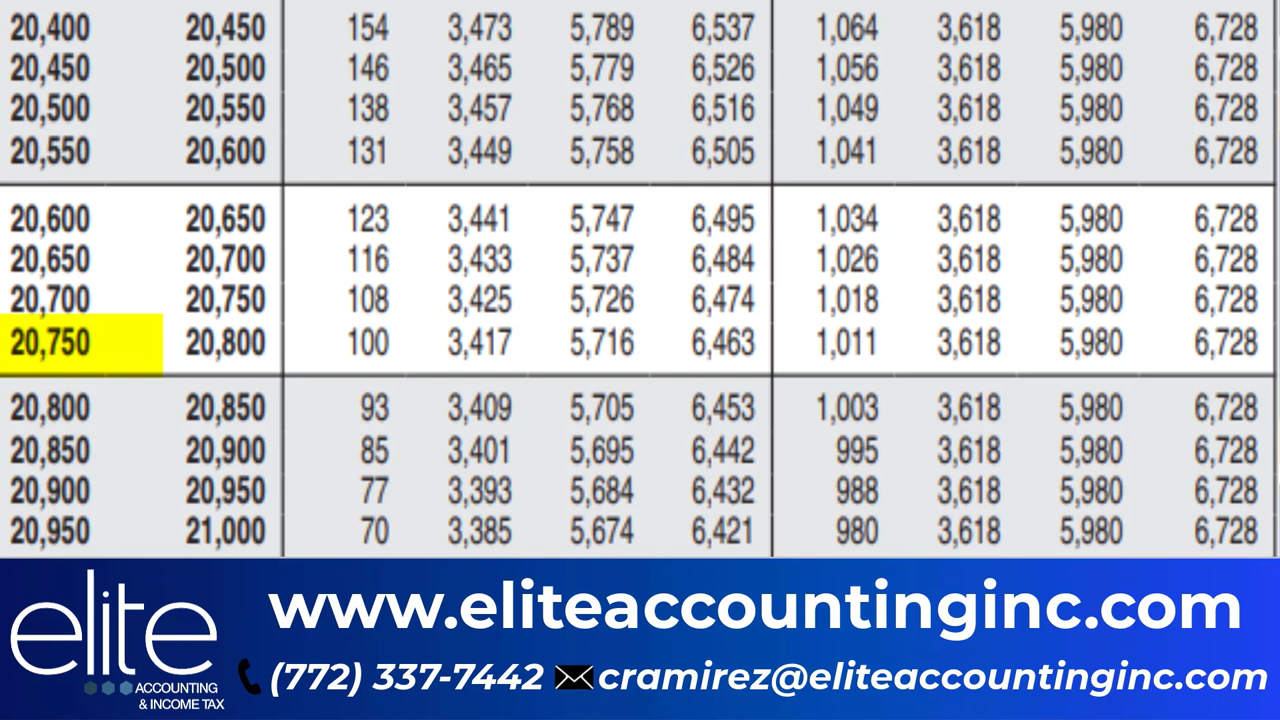 20,400 20,450 154 3,473 5,789 6,537 1,064 3,618 5,980 6,728
20,450 20,500 146 3,465 5,779 6,526 1,056 3,618 5,980 6,728
20,500 20,550 138 3,457 5,768 6,516 1,049 3,618 5,980 6,728
20,550 20,600 131 3,449 5,758 6,505 1,041 3,618 5,980 6,728
20,600 20,650 123 3,441 5,747 6,495 1,034 3,618 5,980 6,728
20,650 20,700 116 3,433 5,737 6,484 1,026 3,618 5,980 6,728
20,700 20,750 108 3,425 5,726 6,474 1,018 3,618 5,980 6,728
20,750 20,800 100 3,417 5,716 6,463 1,011 3,618 5,980 6,728
20,800 20,850 93 3,409 5,705 6,453 1,003 3,618 5,980 6,728
20,850 20,900 85 3,401 5,695 6,442 995 3,618 5,980 6,728
20,900 20,950 77 3,393 5,684 6,432 988 3,618 5,980 6,728
20,950 21,000 70 3,385 5,674 6,421 980 3,618 5,980 6,728
elite
ACCOUNTING
& INCOME TAX
www.eliteaccountinginc.com
(772) 337-7442 cramirez@eliteaccountinginc.com